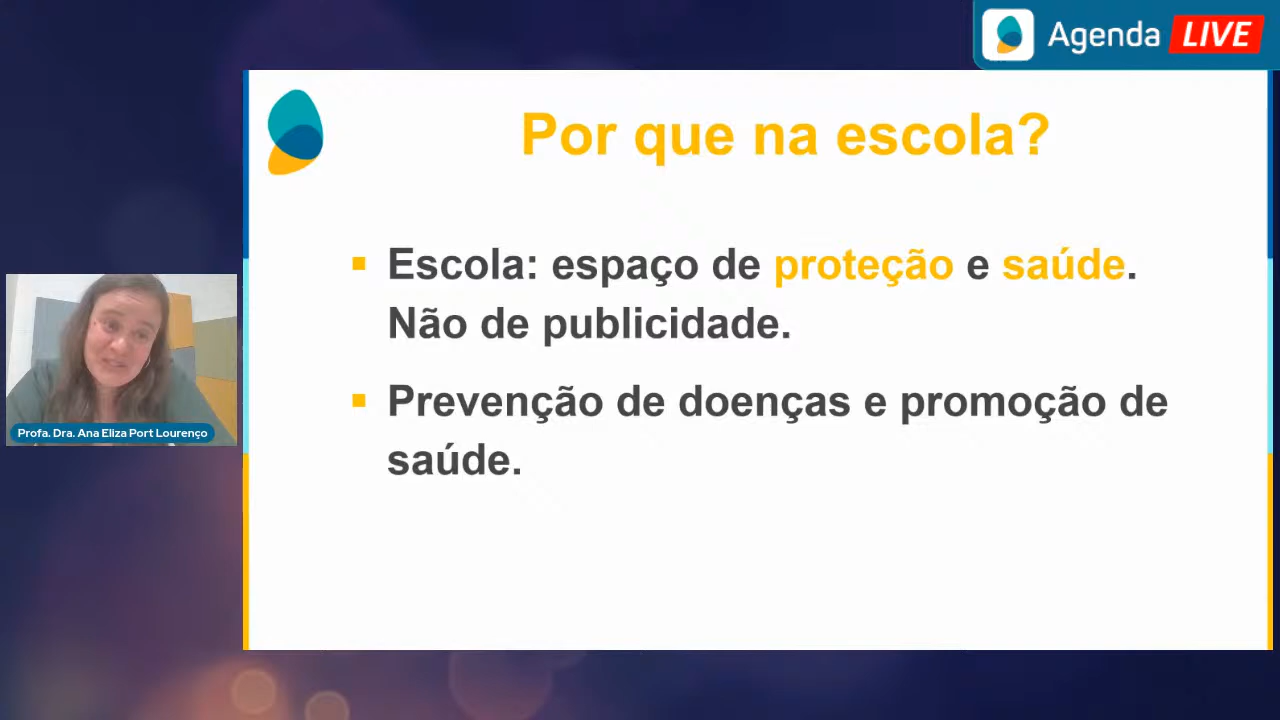 Agenda LIVE
Por que na escola?
▪ Escola: espaço de proteção e saúde.
Não de publicidade.
▪ Prevenção de doenças e promoção de
saúde.
Profa. Dra. Ana Eliza Port Lourenço